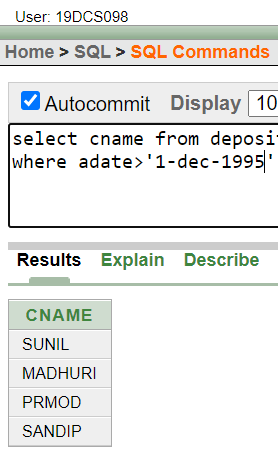 User: 19DCS098
Home > SQL > SQL Commands
Autocommit Display 10
select cname from
where adate>'1-dec-1995'
Results Explain Describe
CNAME
SUNIL
MADHURI
PRMOD
SANDIP